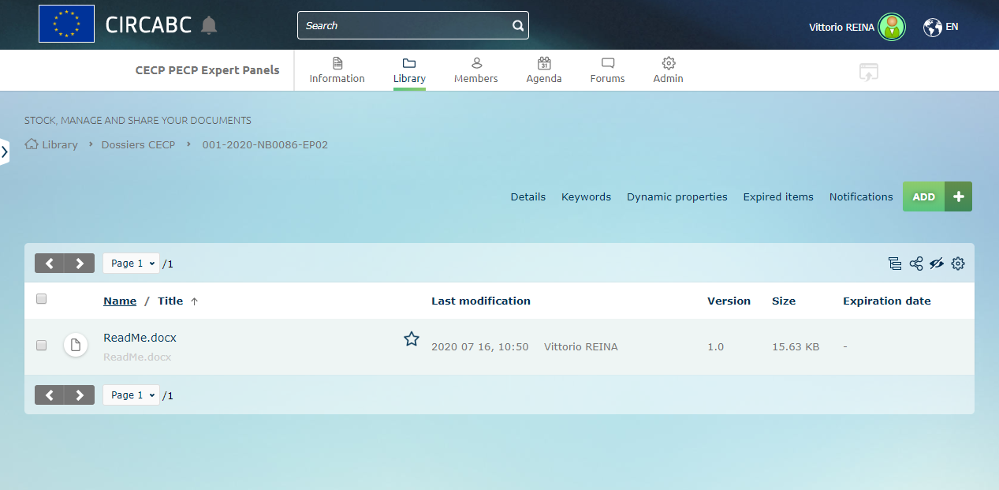 CIRCABC
Search
Vittorio REINA
EN
CECP PECP Expert Panels
Information
Library
Members
31
Agenda
Forums
Admin
STOCK, MANAGE AND SHARE YOUR DOCUMENTS
Library › Dossiers CECP › 001-2020-NB0086-EP02
Details Keywords Dynamic properties Expired items Notifications ADD +
Page 1 /1
Name / Title ↑ Last modification Version Size Expiration date
ReadMe.docx
2020 07 16, 10:50 Vittorio REINA 1.0 15.63 KB -
ReadMe.docx
Page 1 /1